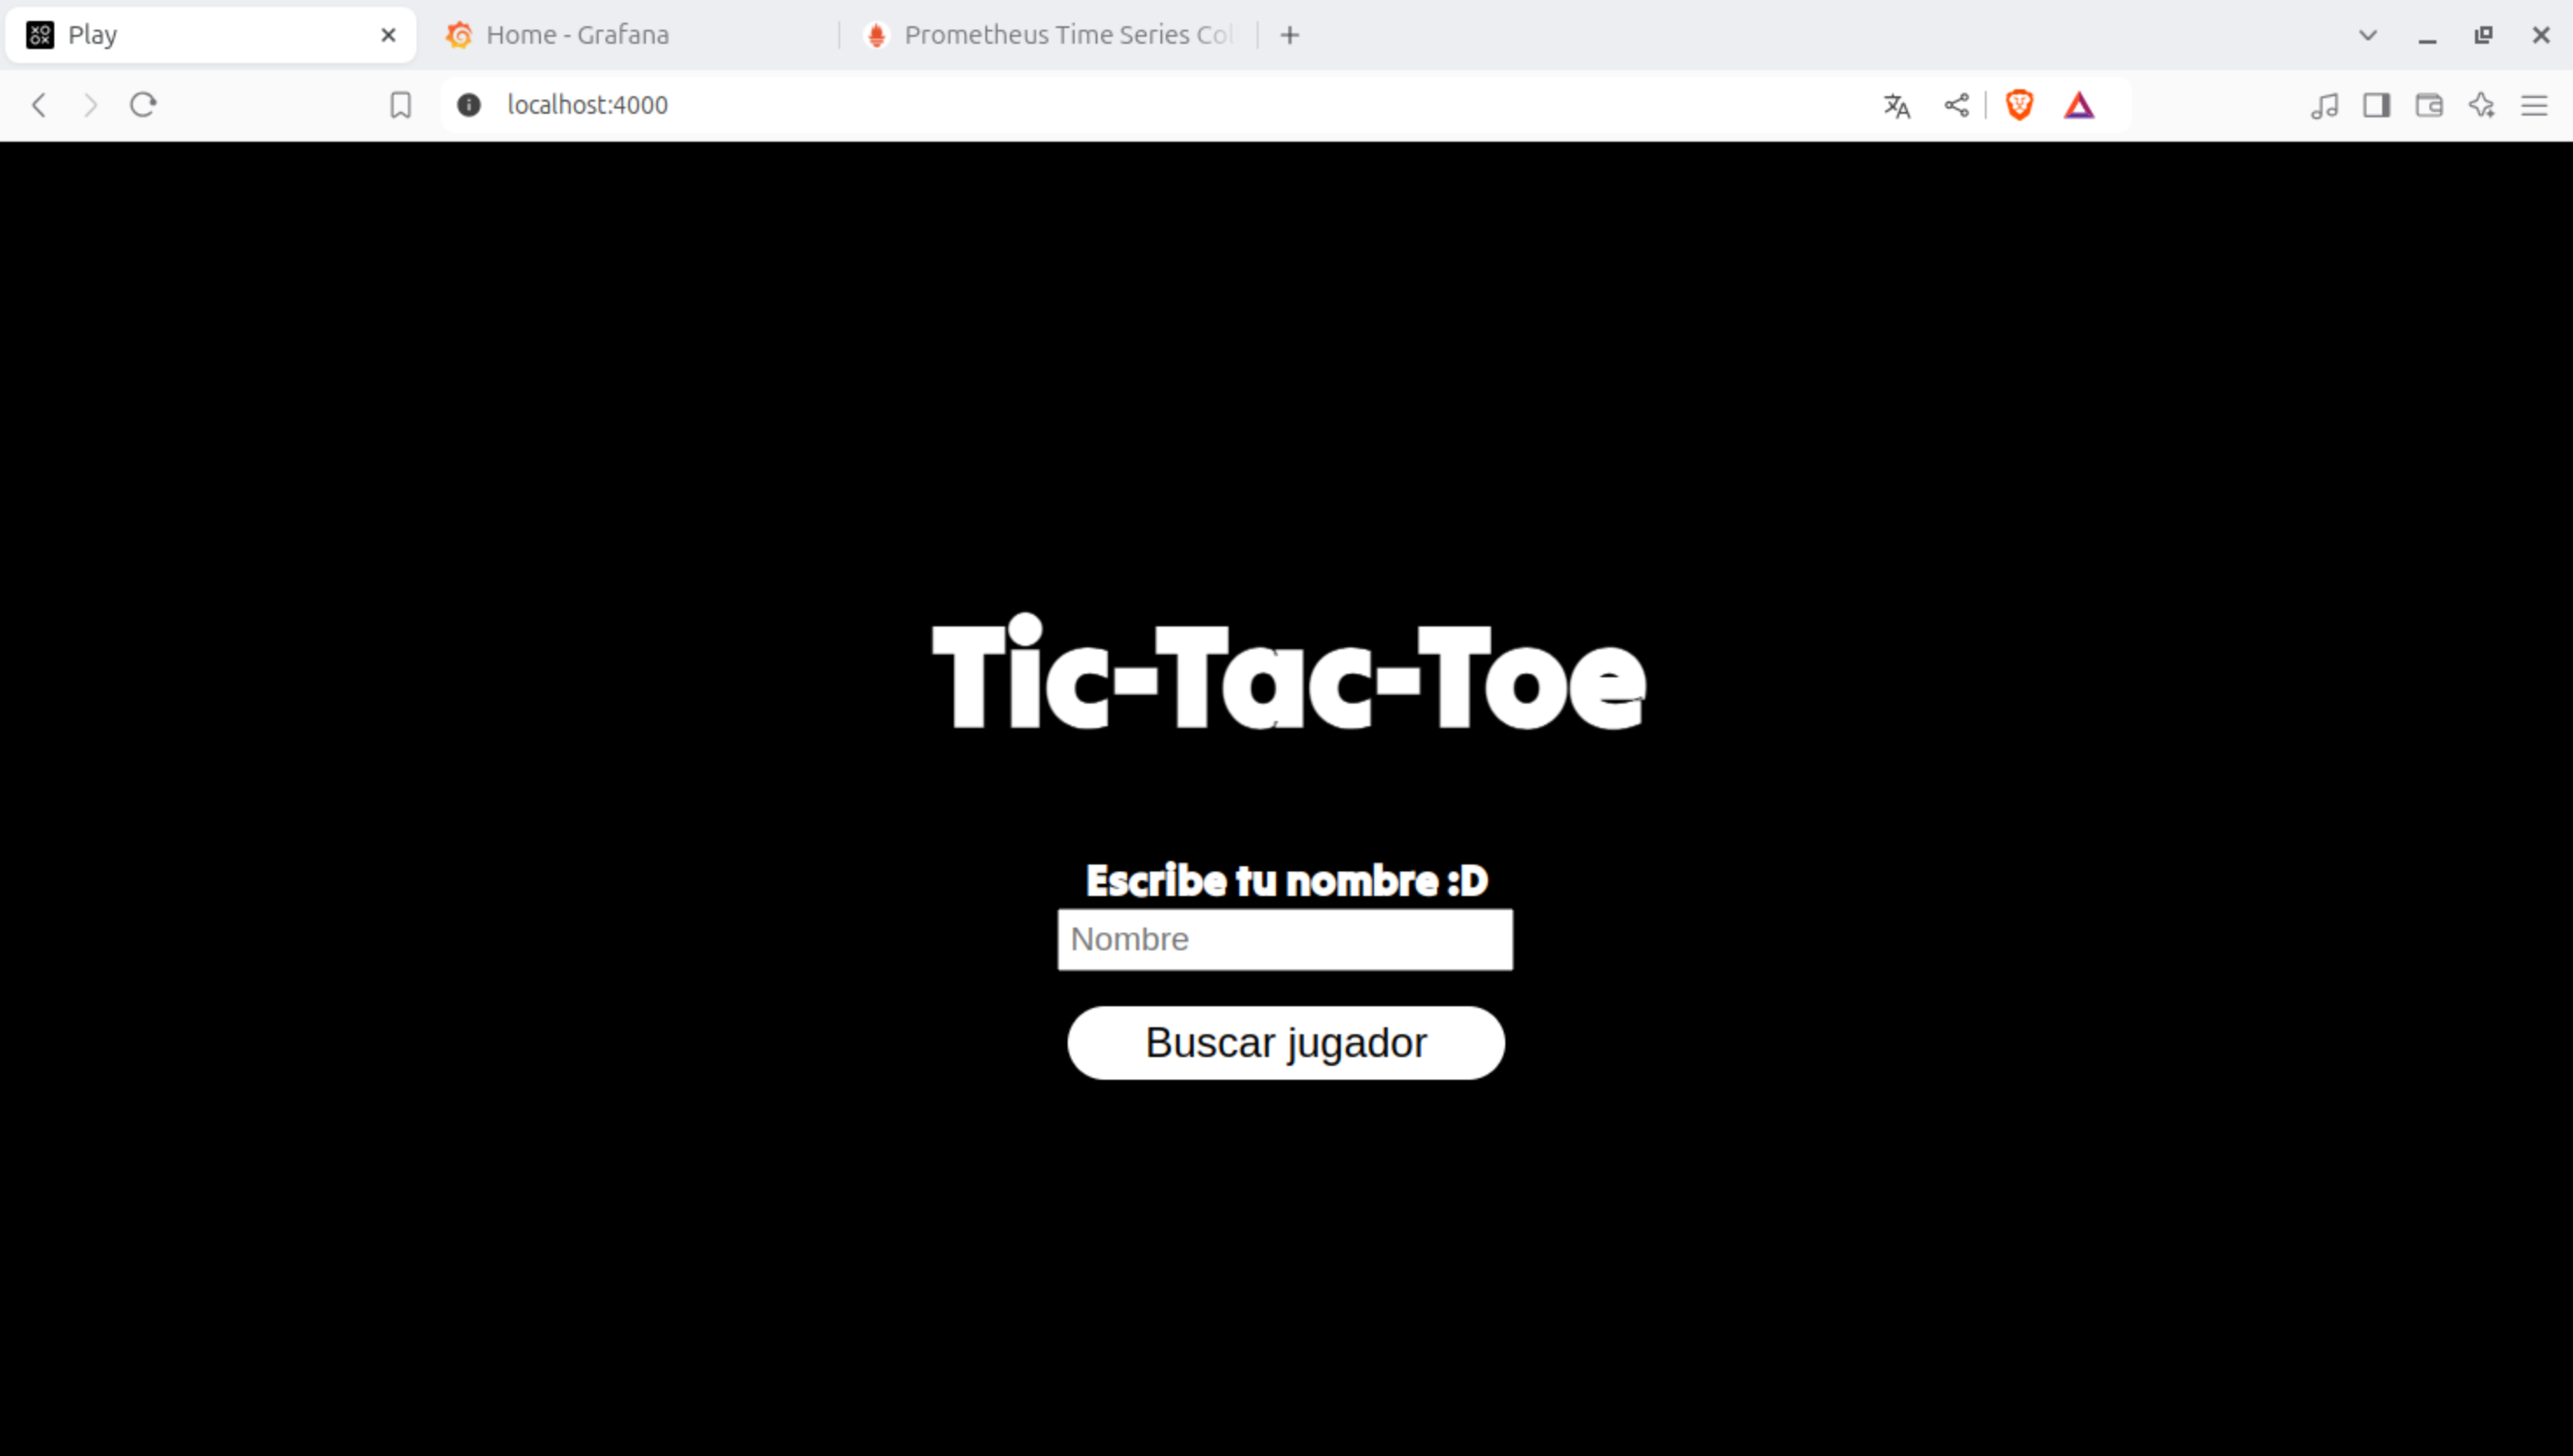 Play
Home - Grafana
Prometheus Time Series Col
localhost:4000
Tic-Tac-Toe
Escribe tu nombre :D
Nombre
Buscar jugador